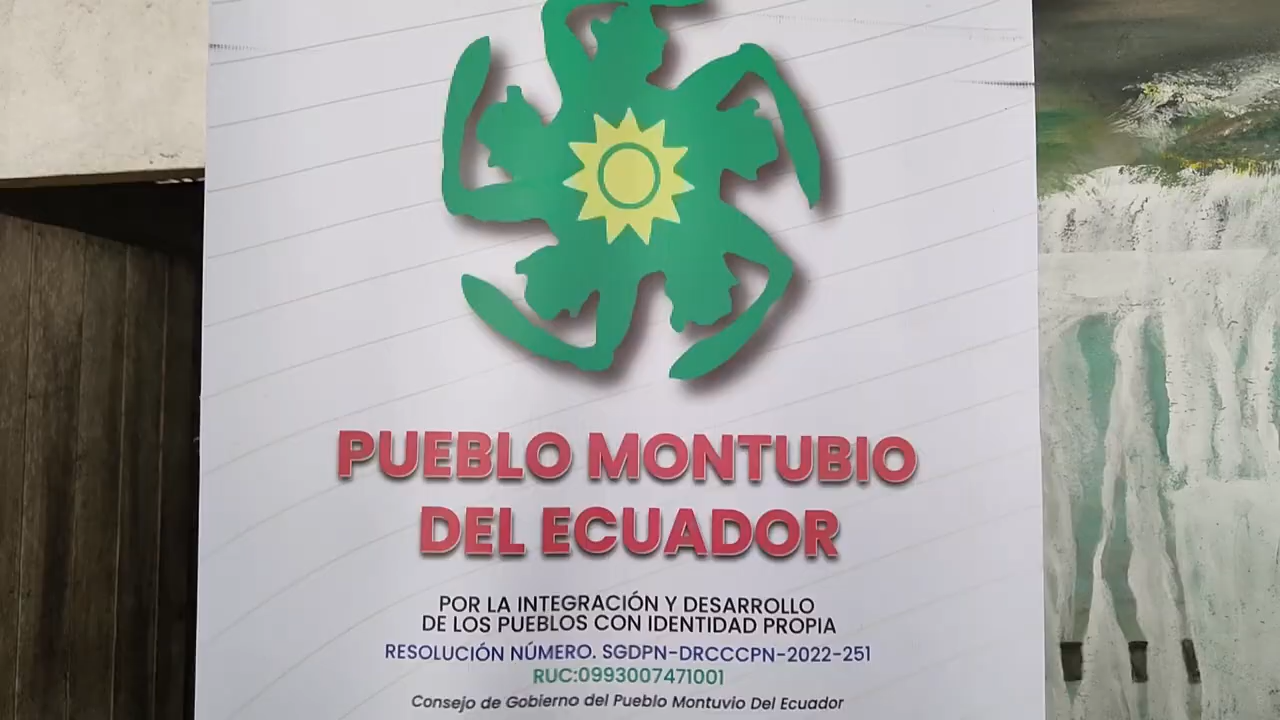 PUEBLO MONTUBIO
DEL ECUADOR
POR LA INTEGRACIÓN Y DESARROLLO
DE LOS PUEBLOS CON IDENTIDAD PROPIA
RESOLUCIÓN NÚMERO. SGDPN-DRCCCPN-2022-251
RUC:0993007471001
Consejo de Gobierno del Pueblo Montuvio Del Ecuador